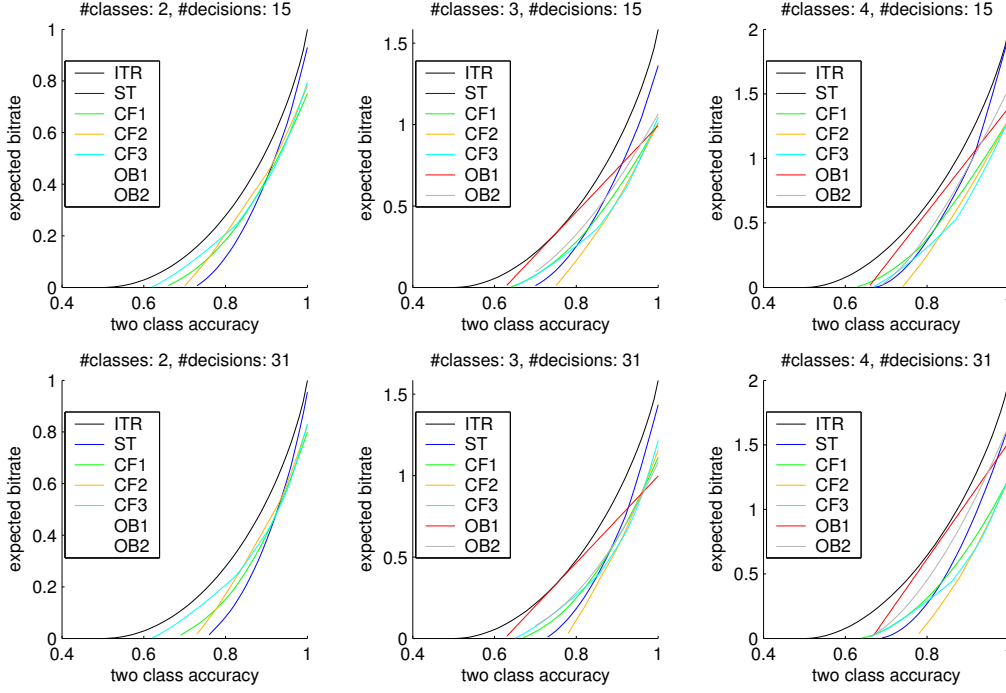 #classes: 2, #decisions: 15
expected bitrate
1
0.8
0.6
0.4
0.2
0
ITR
ST
CF1
CF2
CF3
OB1
OB2
0.4 0.6 0.8 1
two class accuracy
#classes: 3, #decisions: 15
expected bitrate
1.5
1
0.5
0
ITR
ST
CF1
CF2
CF3
OB1
OB2
0.4 0.6 0.8 1
two class accuracy
#classes: 4, #decisions: 15
expected bitrate
2
1.5
1
0.5
0
ITR
ST
CF1
CF2
CF3
OB1
OB2
0.4 0.6 0.8 1
two class accuracy
#classes: 2, #decisions: 31
expected bitrate
1
0.8
0.6
0.4
0.2
0
ITR
ST
CF1
CF2
CF3
OB1
OB2
0.4 0.6 0.8 1
two class accuracy
#classes: 3, #decisions: 31
expected bitrate
1.5
1
0.5
0
ITR
ST
CF1
CF2
CF3
OB1
OB2
0.4 0.6 0.8 1
two class accuracy
#classes: 4, #decisions: 31
expected bitrate
2
1.5
1
0.5
0
ITR
ST
CF1
CF2
CF3
OB1
OB2
0.4 0.6 0.8 1
two class accuracy